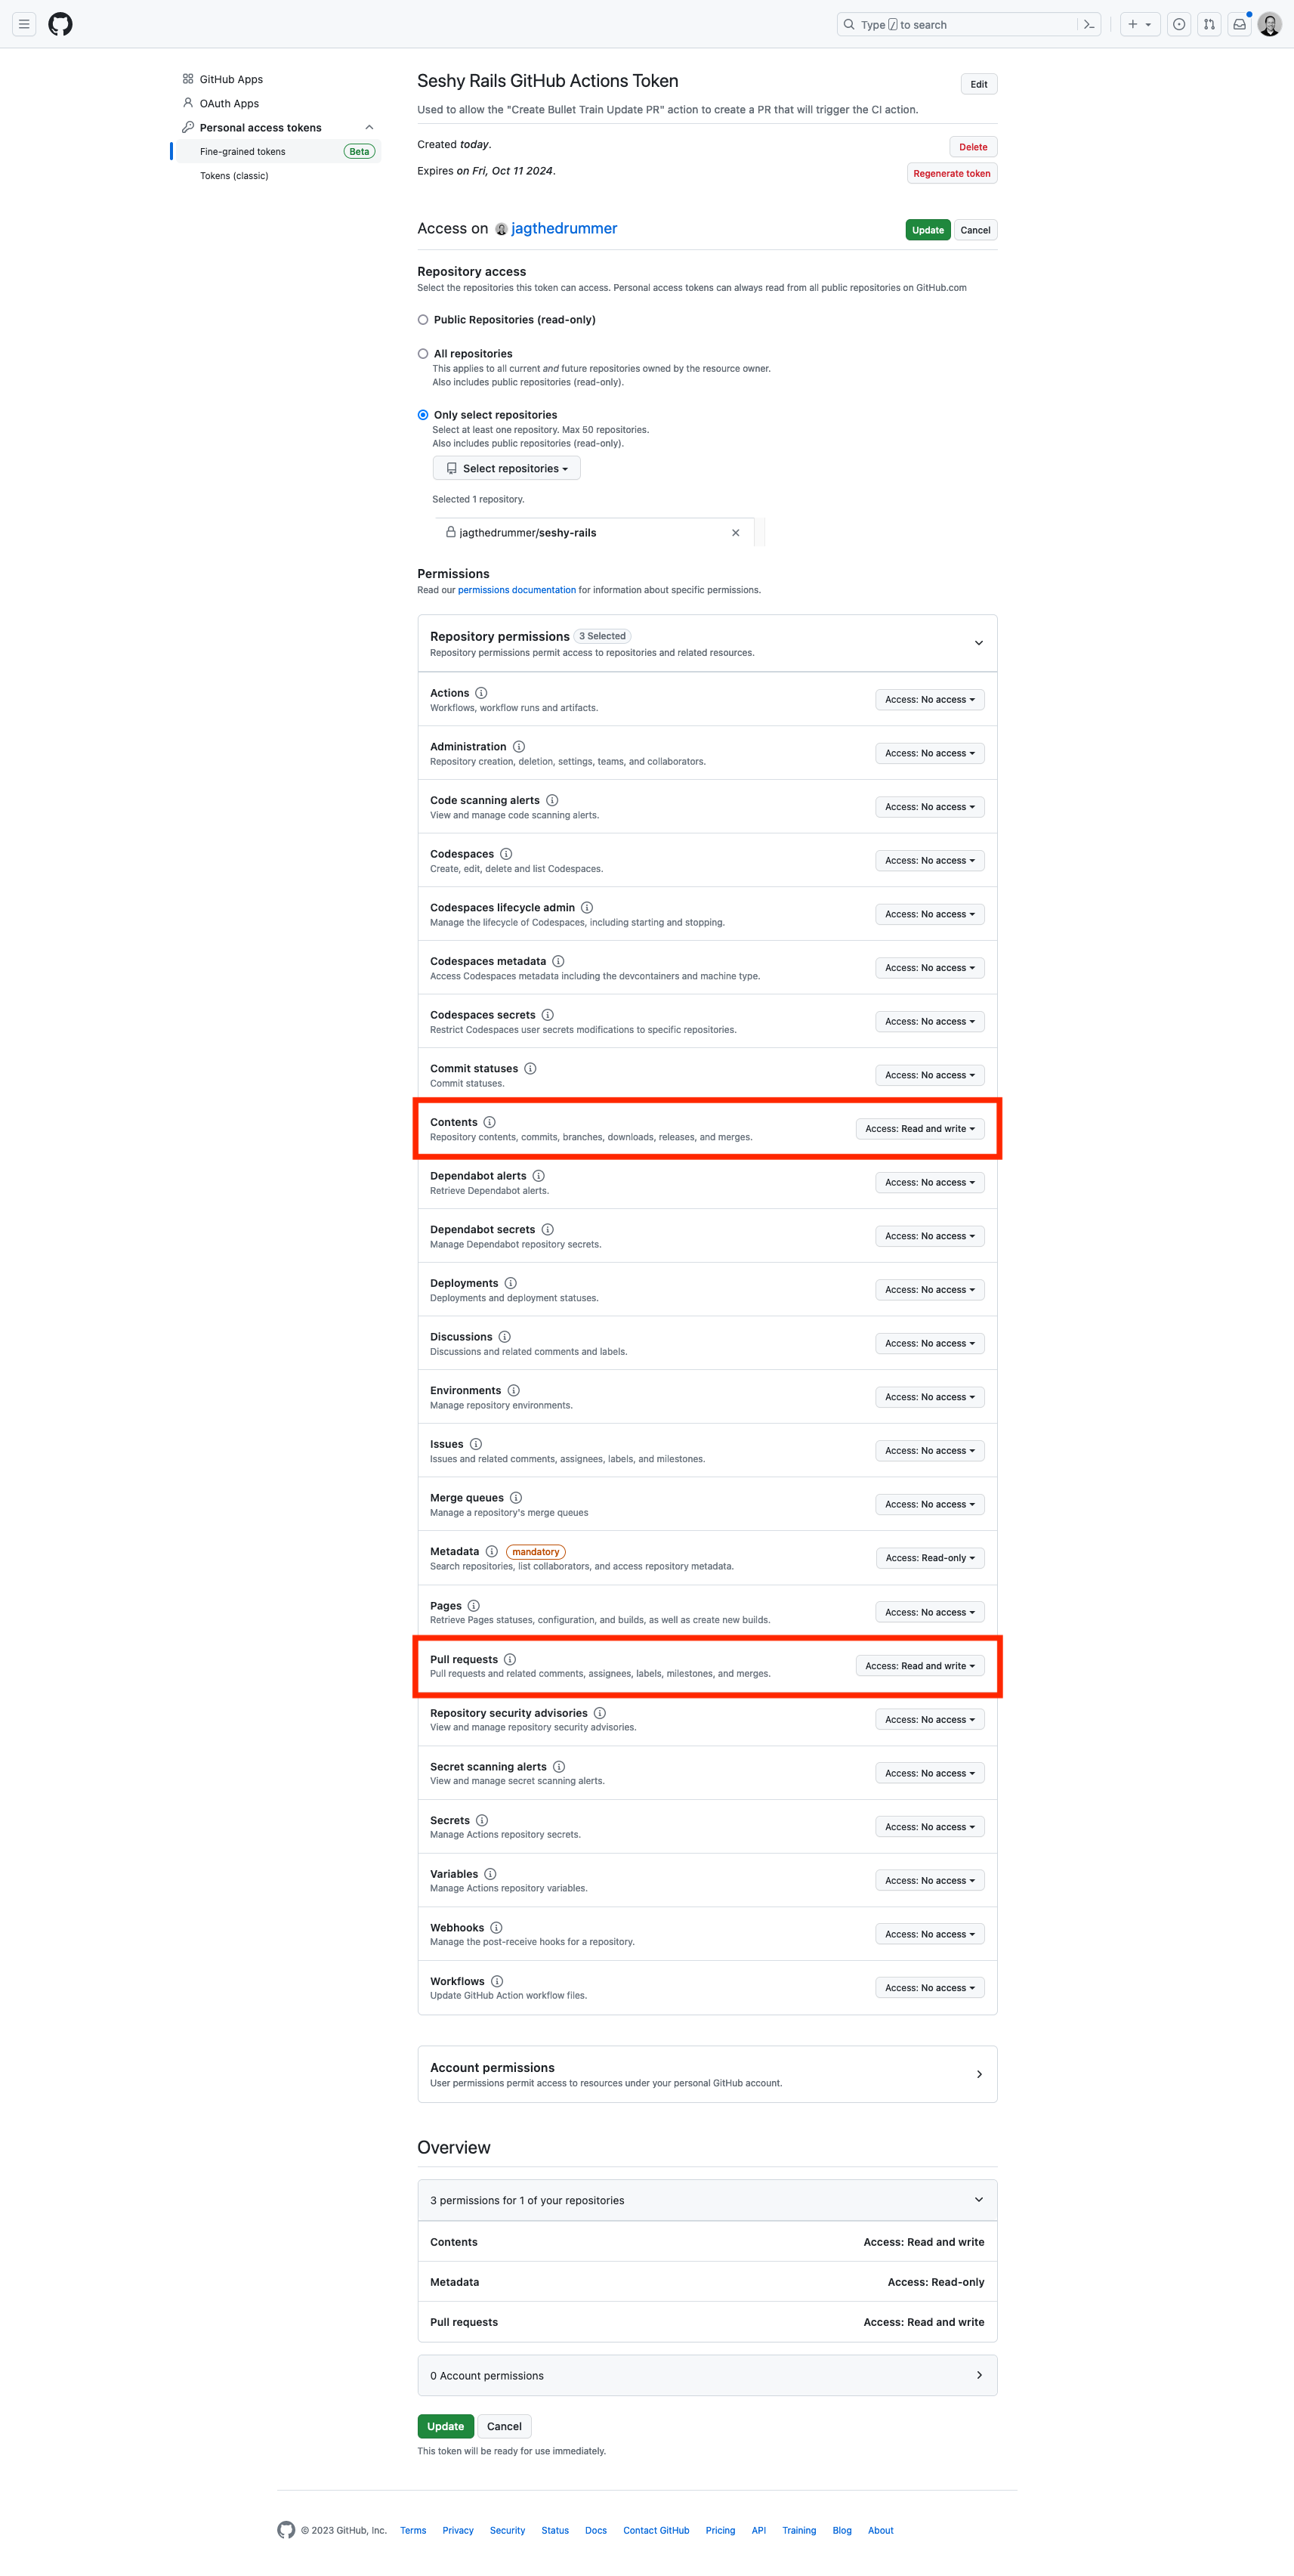 Type / to search
GitHub Apps
OAuth Apps
Personal access tokens
Fine-grained tokens Beta
Tokens (classic)
Seshy Rails GitHub Actions Token
Edit
Used to allow the "Create Bullet Train Update PR" action to create a PR that will trigger the CI action.
Created today.
Delete
Expires on Fri, Oct 11 2024.
Regenerate token
Access on jagthedrummer
Update Cancel
Repository access
Select the repositories this token can access. Personal access tokens can always read from all public repositories on GitHub.com
Public Repositories (read-only)
All repositories
This applies to all current and future repositories owned by the resource owner.
Also includes public repositories (read-only).
Only select repositories
Select at least one repository. Max 50 repositories.
Also includes public repositories (read-only).
Select repositories
Selected 1 repository.
jagthedrummer/seshy-rails
Permissions
Read our permissions documentation for information about specific permissions.
Repository permissions 3 Selected
Repository permissions permit access to repositories and related resources.
Actions
Workflows, workflow runs and artifacts.
Access: No access
Administration
Repository creation, deletion, settings, teams, and collaborators.
Access: No access
Code scanning alerts
View and manage code scanning alerts.
Access: No access
Codespaces
Create, edit, delete and list Codespaces.
Access: No access
Codespaces lifecycle admin
Manage the lifecycle of Codespaces, including starting and stopping.
Access: No access
Codespaces metadata
Access Codespaces metadata including the devcontainers and machine type.
Access: No access
Codespaces secrets
Restrict Codespaces user secrets modifications to specific repositories.
Access: No access
Commit statuses
Commit statuses.
Access: No access
Contents
Repository contents, commits, branches, downloads, releases, and merges.
Access: Read and write
Dependabot alerts
Retrieve Dependabot alerts.
Access: No access
Dependabot secrets
Manage Dependabot repository secrets.
Access: No access
Deployments
Deployments and deployment statuses.
Access: No access
Discussions
Discussions and related comments and labels.
Access: No access
Environments
Manage repository environments.
Access: No access
Issues
Issues and related comments, assignees, labels, and milestones.
Access: No access
Merge queues
Manage a repository's merge queues
Access: No access
Metadata mandatory
Search repositories, list collaborators, and access repository metadata.
Access: Read-only
Pages
Retrieve Pages statuses, configuration, and builds, as well as create new builds.
Access: No access
Pull requests
Pull requests and related comments, assignees, labels, milestones, and merges.
Access: Read and write
Repository security advisories
View and manage repository security advisories.
Access: No access
Secret scanning alerts
View and manage secret scanning alerts.
Access: No access
Secrets
Manage Actions repository secrets.
Access: No access
Variables
Manage Actions repository variables.
Access: No access
Webhooks
Manage the post-receive hooks for a repository.
Access: No access
Workflows
Update GitHub Action workflow files.
Access: No access
Account permissions
User permissions permit access to resources under your personal GitHub account.
Overview
3 permissions for 1 of your repositories
Contents Access: Read and write
Metadata Access: Read-only
Pull requests Access: Read and write
0 Account permissions
Update Cancel
This token will be ready for use immediately.
© 2023 GitHub, Inc. Terms Privacy Security Status Docs Contact GitHub Pricing API Training Blog About